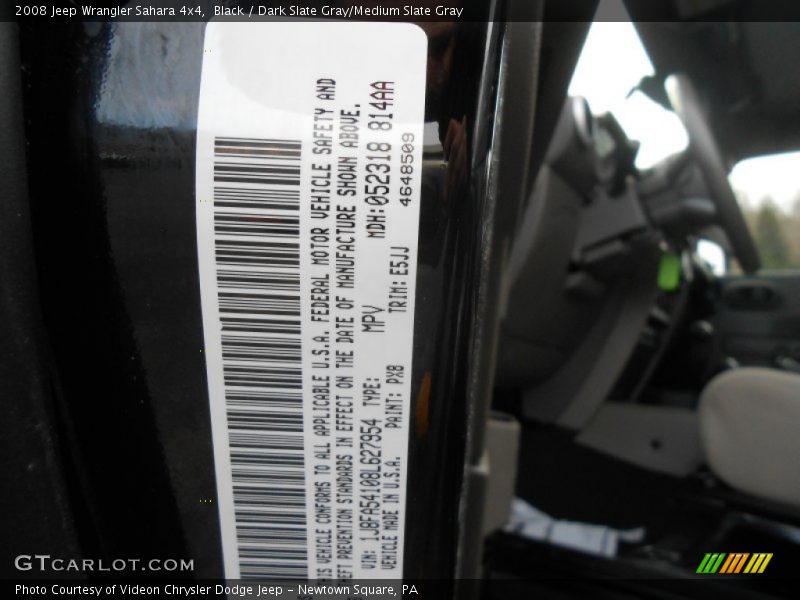 2008 Jeep Wrangler Sahara 4x4,  Black / Dark Slate Gray/Medium Slate Gray
THIS VEHICLE CONFORMS TO ALL APPLICABLE U.S.A. FEDERAL MOTOR VEHICLE SAFETY AND
THEFT PREVENTION STANDARDS IN EFFECT ON THE DATE OF MANUFACTURE SHOWN ABOVE.
VIN: 1J8FA54108L627954 TYPE: MPV MDH:052318 814AA
VEHICLE MADE IN U.S.A. PAINT: PX8 TRIM: E5JJ 4648509
GTCARLOT.COM
Photo Courtesy of Videon Chrysler Dodge Jeep - Newtown Square, PA